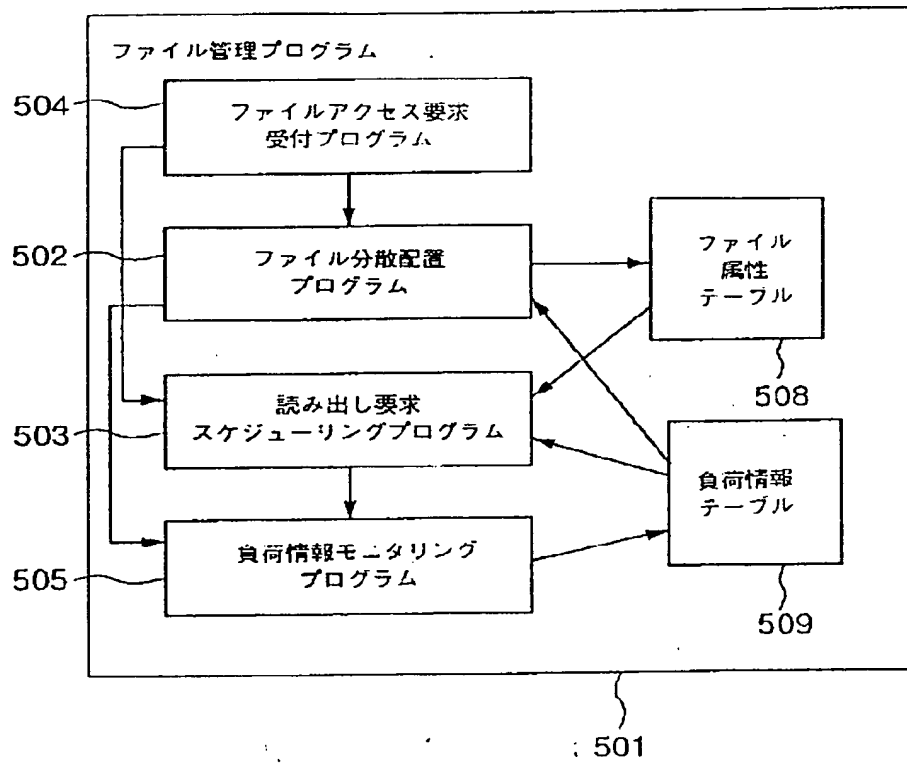 ファイル管理プログラム
504
ファイルアクセス要求
受付プログラム
502
ファイル分散配置
プログラム
ファイル
属性
テーブル
508
503
読み出し要求
スケジューリングプログラム
負荷情報
テーブル
509
505
負荷情報モニタリング
プログラム
501